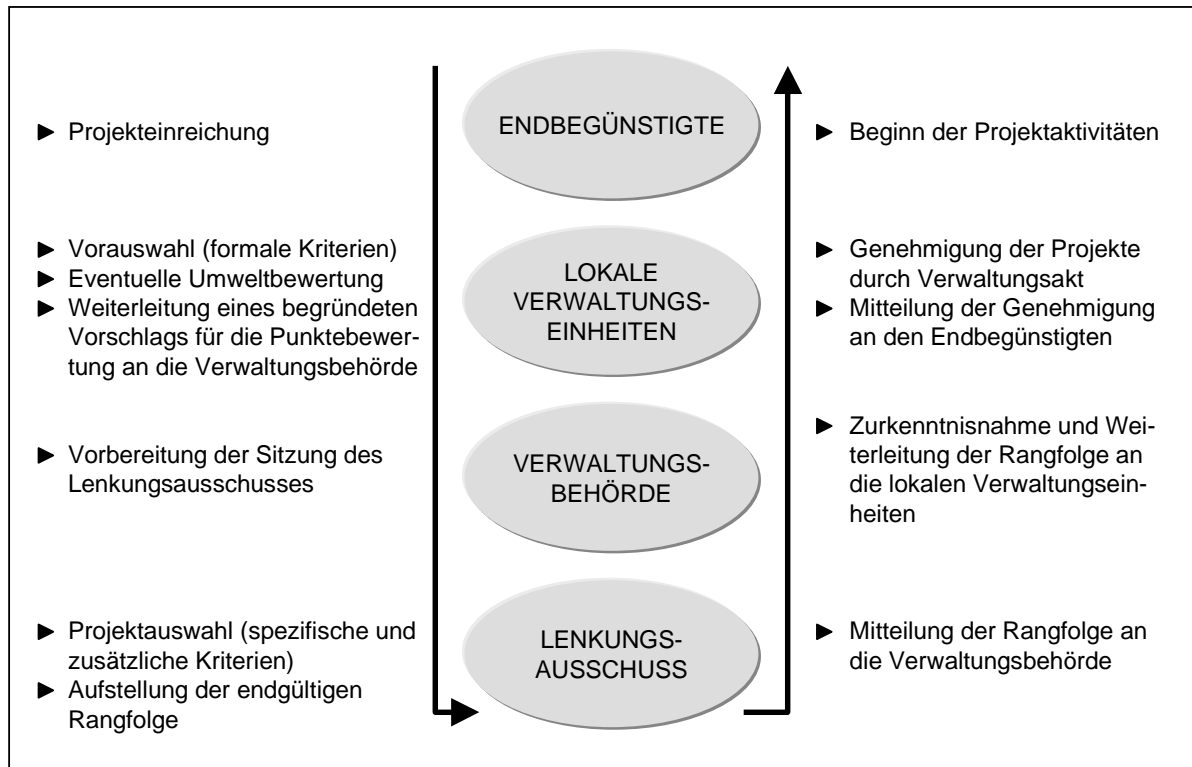 ENDBEGÜNSTIGTE
► Projekteinreichung
► Beginn der Projektaktivitäten
► Vorauswahl (formale Kriterien)
► Eventuelle Umweltbewertung
► Weiterleitung eines begründeten
Vorschlags für die Punktebewer-
tung an die Verwaltungsbehörde
LOKALE
VERWALTUNGS-
EINHEITEN
► Genehmigung der Projekte
durch Verwaltungsakt
► Mitteilung der Genehmigung
an den Endbegünstigten
► Vorbereitung der Sitzung des
Lenkungsausschusses
VERWALTUNGS-
BEHÖRDE
► Zurkenntnisnahme und Wei-
terleitung der Rangfolge an
die lokalen Verwaltungsein-
heiten
► Projektauswahl (spezifische und
zusätzliche Kriterien)
► Aufstellung der endgültigen
Rangfolge
LENKUNGS-
AUSSCHUSS
► Mitteilung der Rangfolge an
die Verwaltungsbehörde